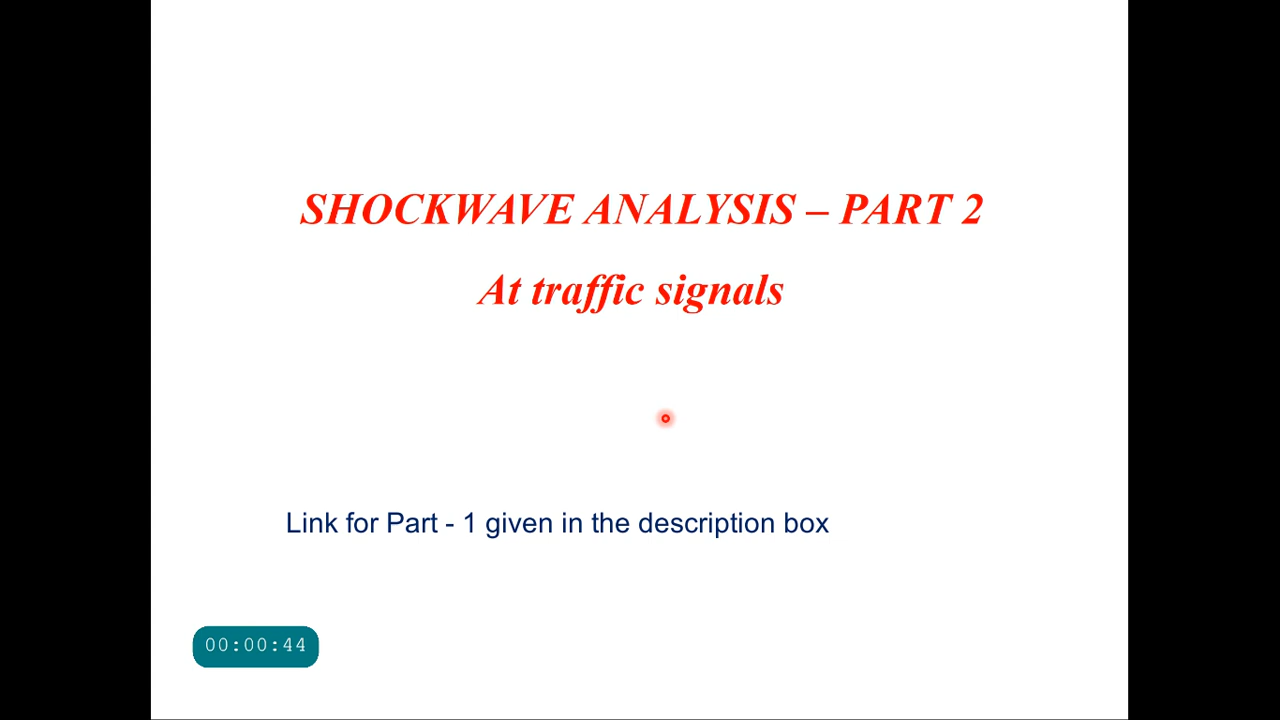 SHOCKWAVE ANALYSIS – PART 2
At traffic signals
Link for Part - 1 given in the description box
00:00:44